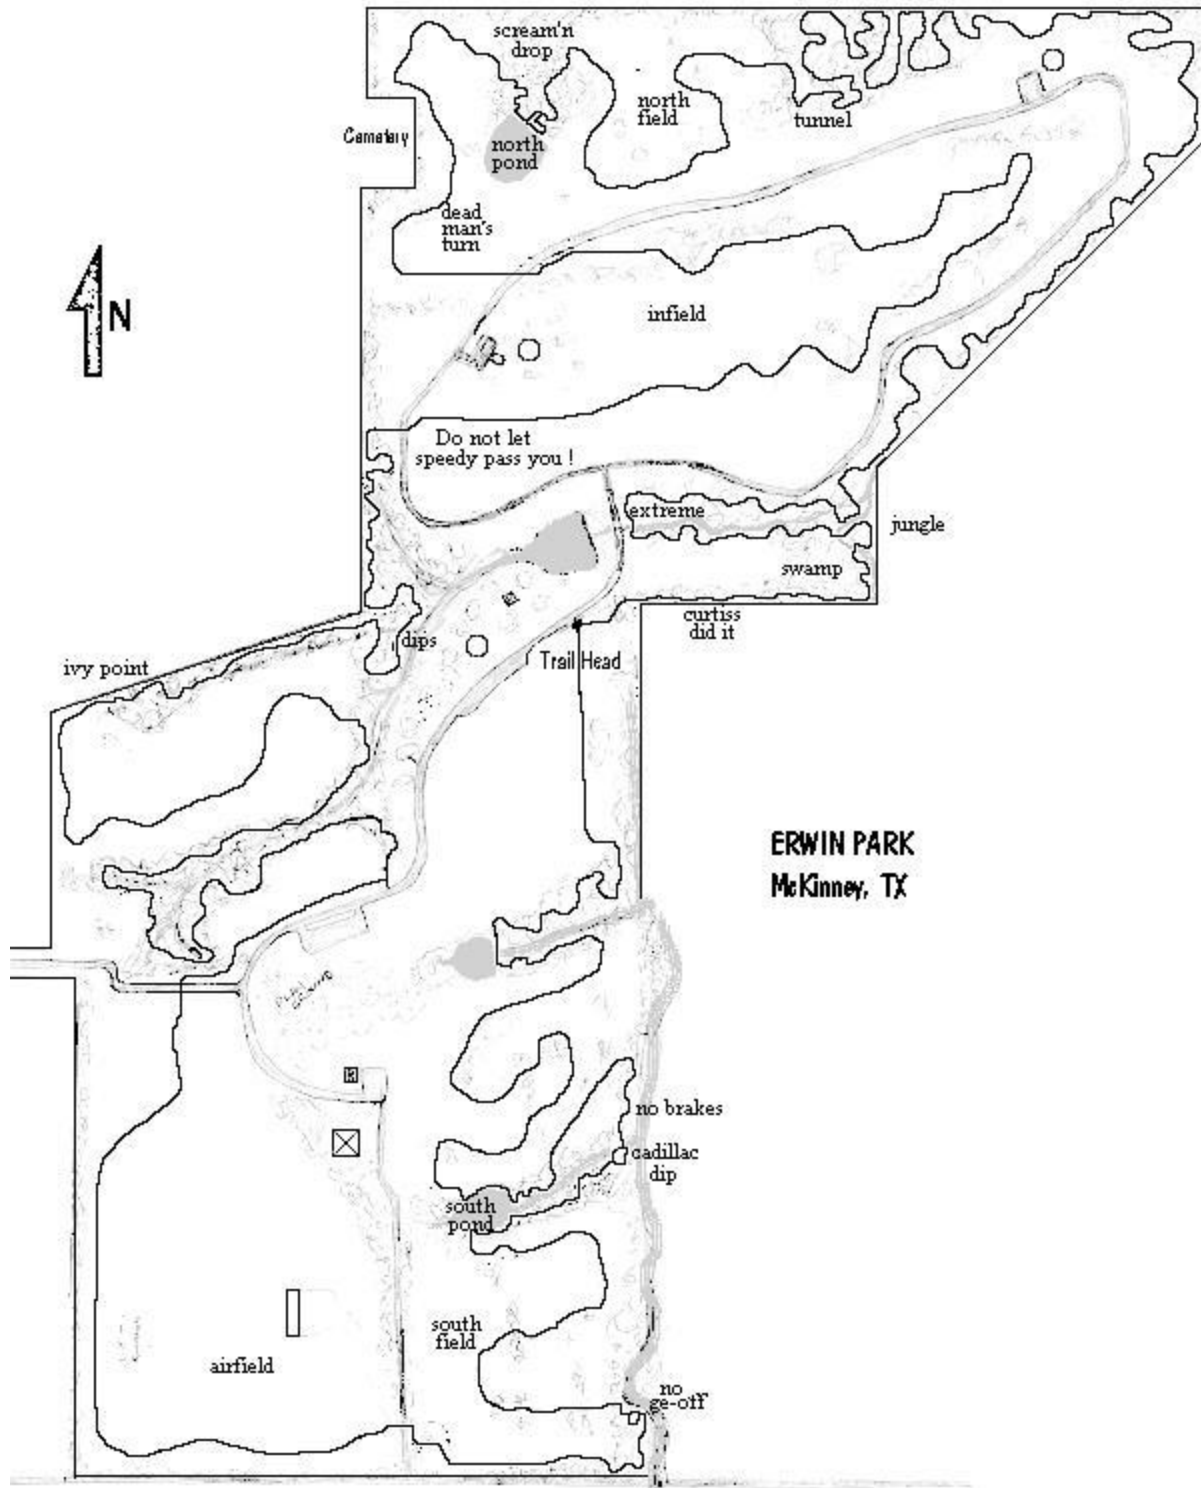 scream'n
drop
north
field
tunnel
Cemetary
north
pond
dead
man's
turn
N
infield
Do not let
speedy pass you !
extreme
jungle
swamp
curtiss
did it
dips
Trail Head
ivy point
ERWIN PARK
McKinney, TX
no brakes
cadillac
dip
south
pond
south
field
airfield
no
ge-off